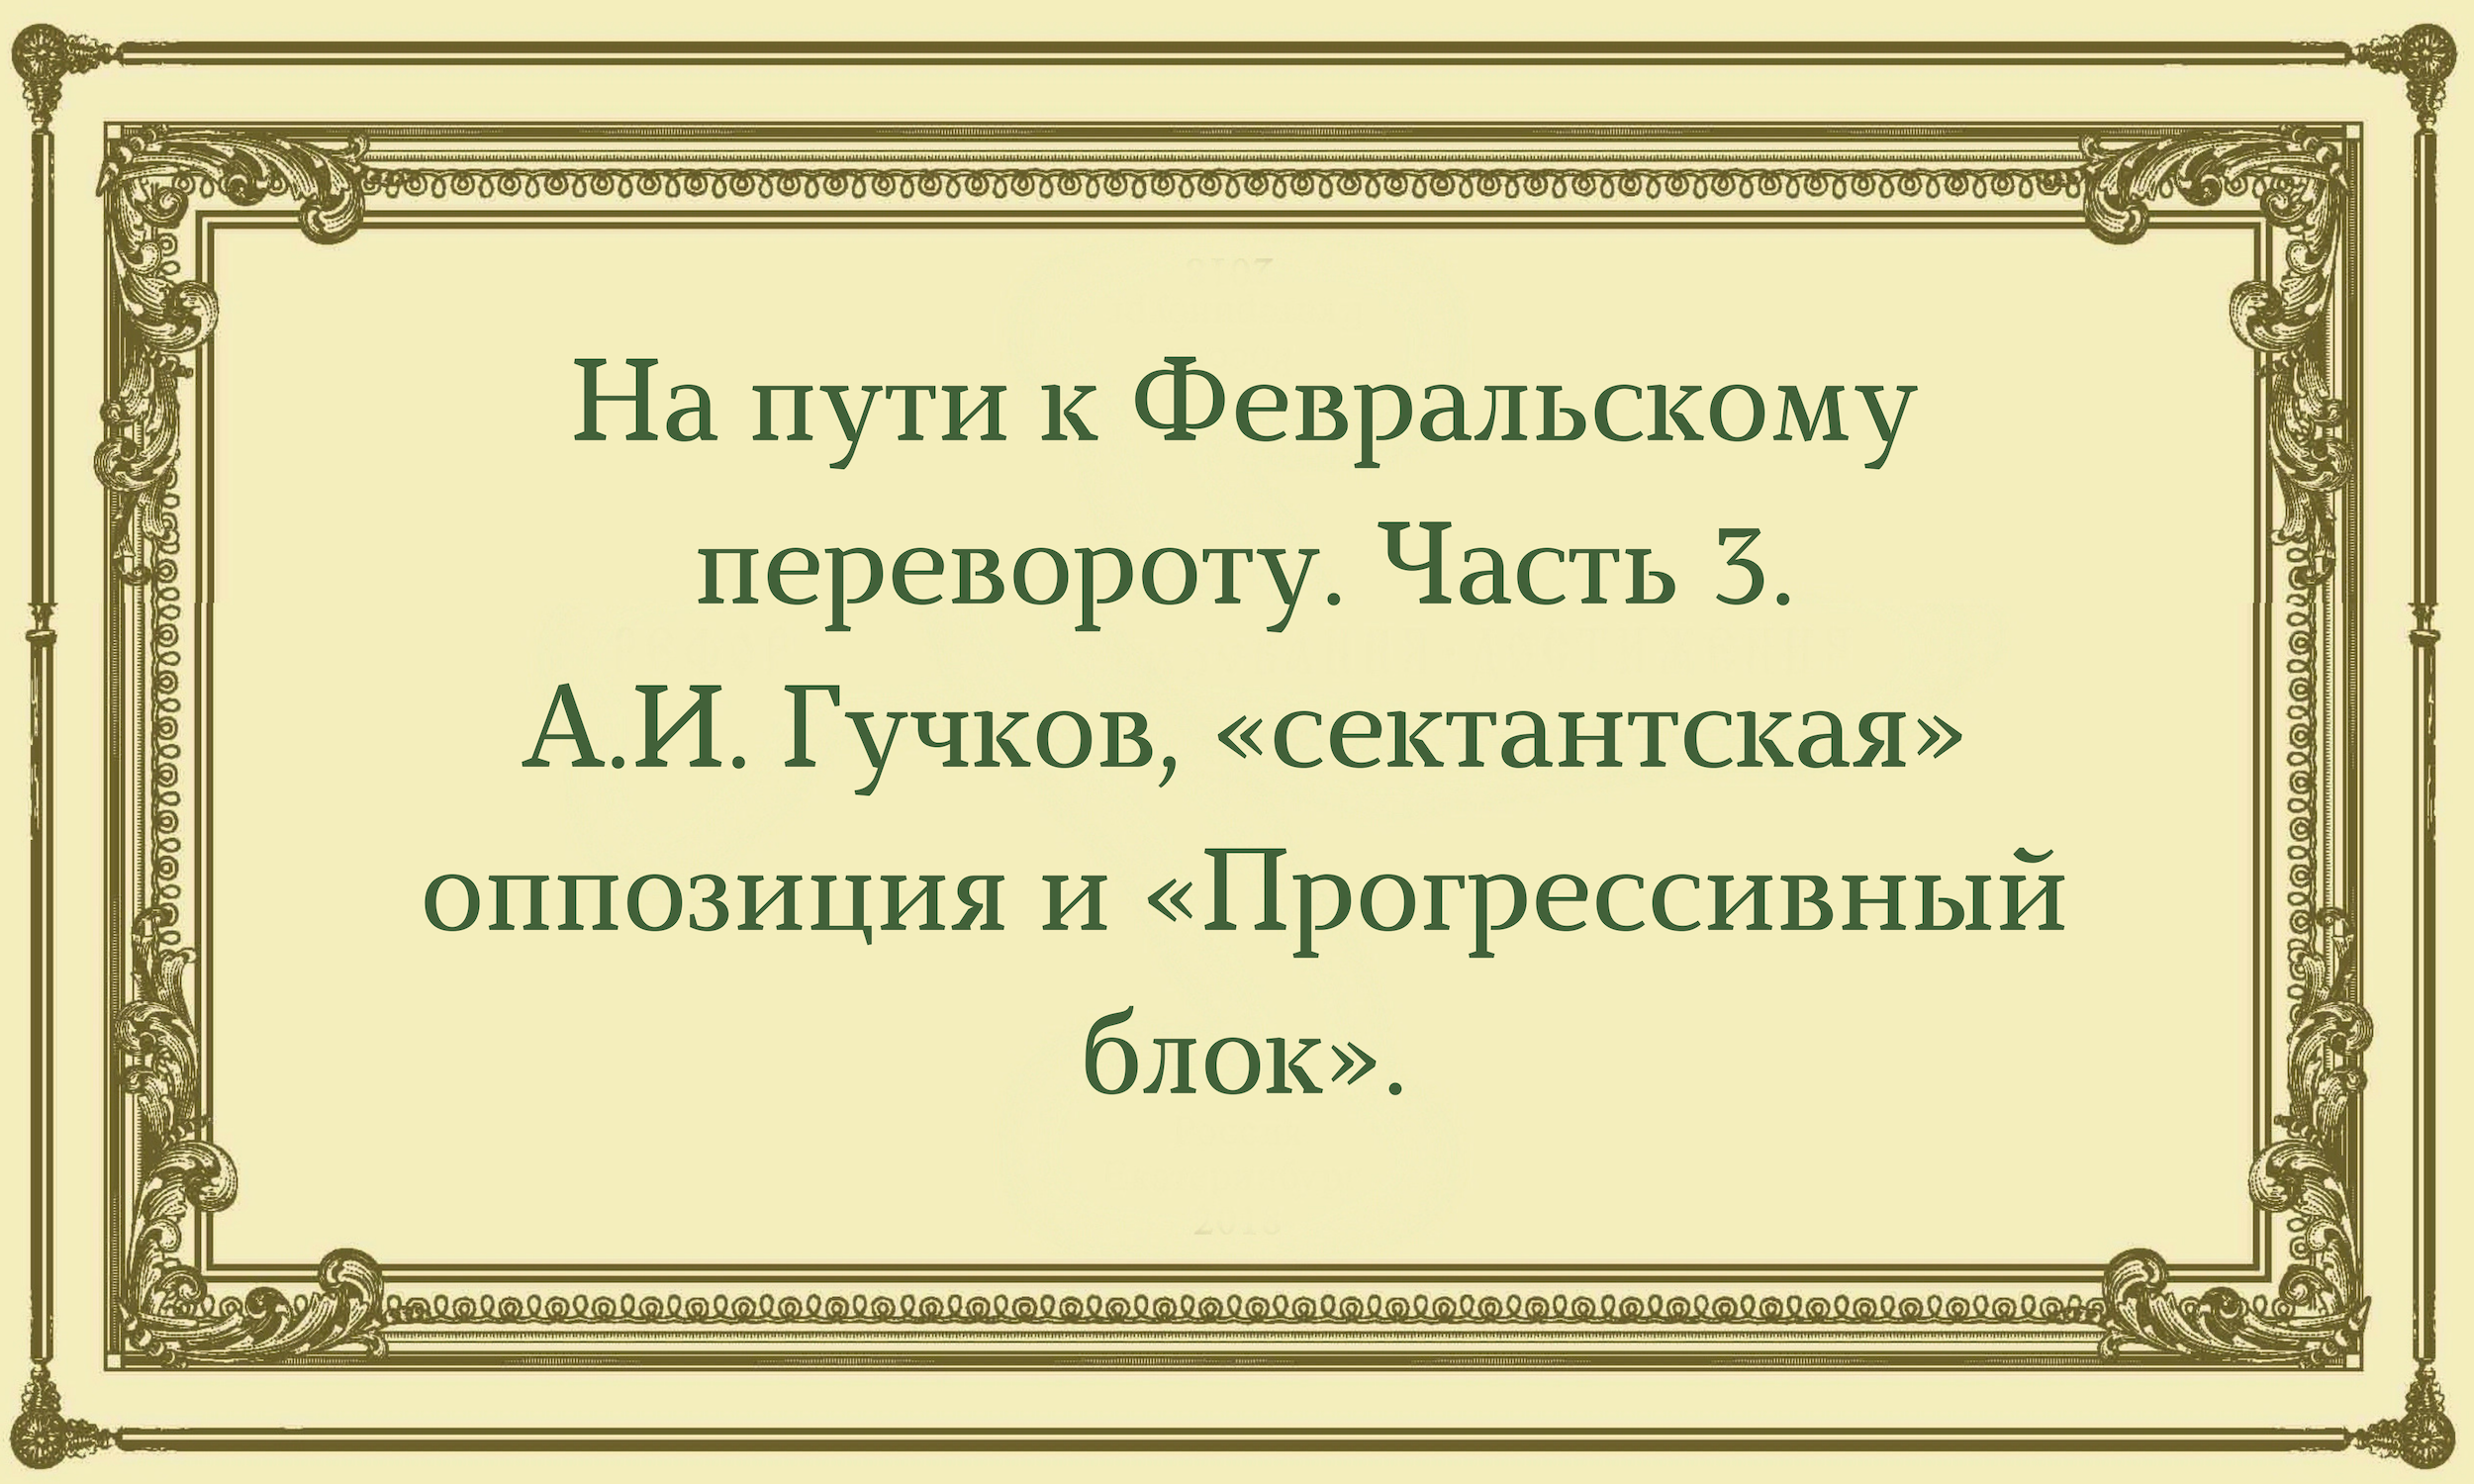 На пути к Февральскому
перевороту. Часть 3.
А.И. Гучков, «сектантская»
оппозиция и «Прогрессивный
блок».